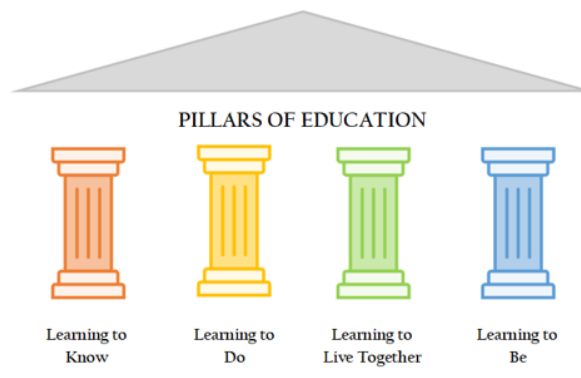 PILLARS OF EDUCATION
Learning to
Know
Learning to
Do
Learning to
Live Together
Learning to
Be